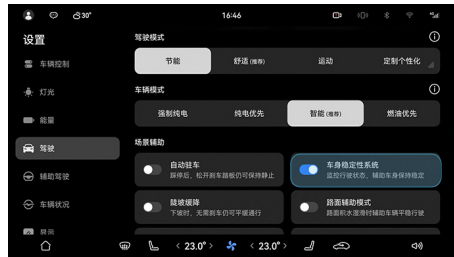 30°
16:46
设置
驾驶模式
节能
舒适(推荐)
运动
定制个性化
车辆控制
车辆模式
灯光
强制纯电
纯电优先
智能(推荐)
燃油优先
能量
场景辅助
驾驶
自动驻车
踩停后，松开刹车踏板仍可保持静止
车身稳定性系统
监控行驶状态，辅助车身保持稳定
辅助驾驶
车辆状况
陡坡缓降
下坡时，无需刹车仍可平缓通行
路面辅助模式
路面积水湿滑时辅助车辆平稳行驶
< 23.0° >
< 23.0° >